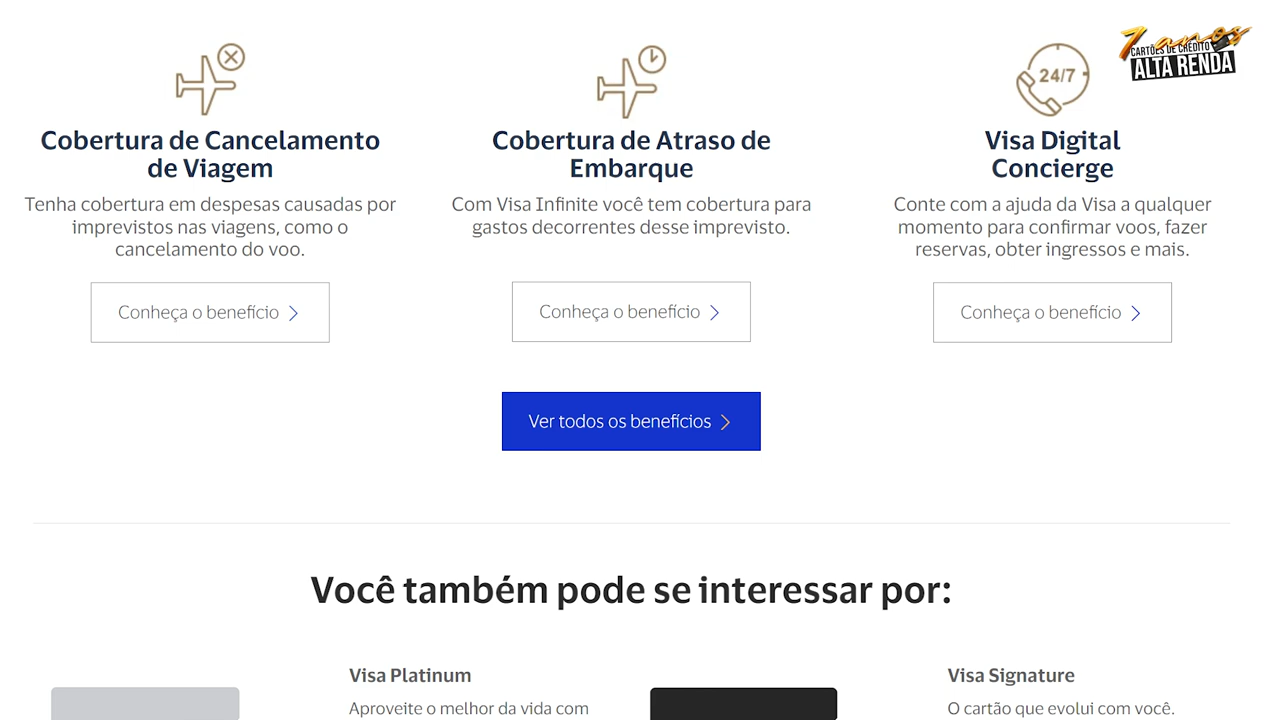 7 anos
CARTÕES DE CRÉDITO
ALTA RENDA
24/7
Cobertura de Cancelamento
de Viagem
Tenha cobertura em despesas causadas por
imprevistos nas viagens, como o
cancelamento do voo.
Conheça o benefício
Cobertura de Atraso de
Embarque
Com Visa Infinite você tem cobertura para
gastos decorrentes desse imprevisto.
Conheça o benefício
Visa Digital
Concierge
Conte com a ajuda da Visa a qualquer
momento para confirmar voos, fazer
reservas, obter ingressos e mais.
Conheça o benefício
Ver todos os benefícios
Você também pode se interessar por:
Visa Platinum
Aproveite o melhor da vida com
Visa Signature
O cartão que evolui com você.